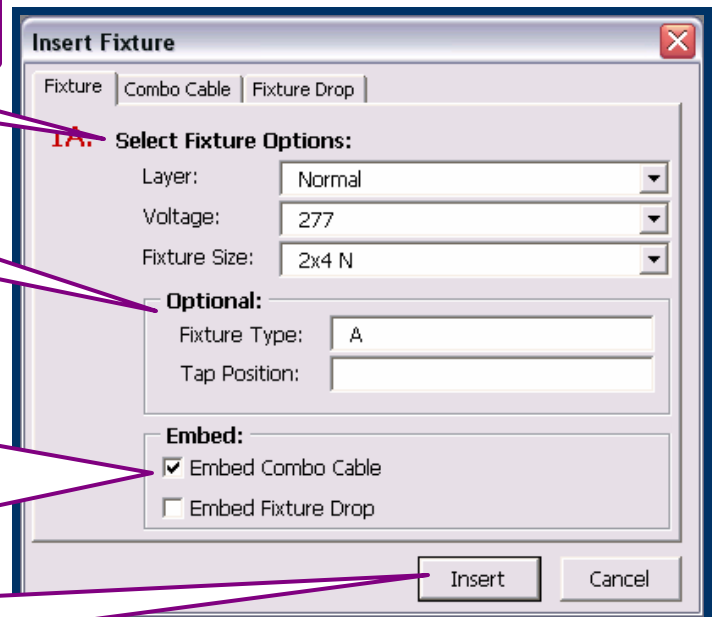 Insert Fixture
Fixture Combo Cable Fixture Drop
1A. Select Fixture Options:
Layer: Normal
Voltage: 277
Fixture Size: 2x4 N
Optional:
Fixture Type: A
Tap Position:
Embed:
Embed Combo Cable
Embed Fixture Drop
Insert Cancel